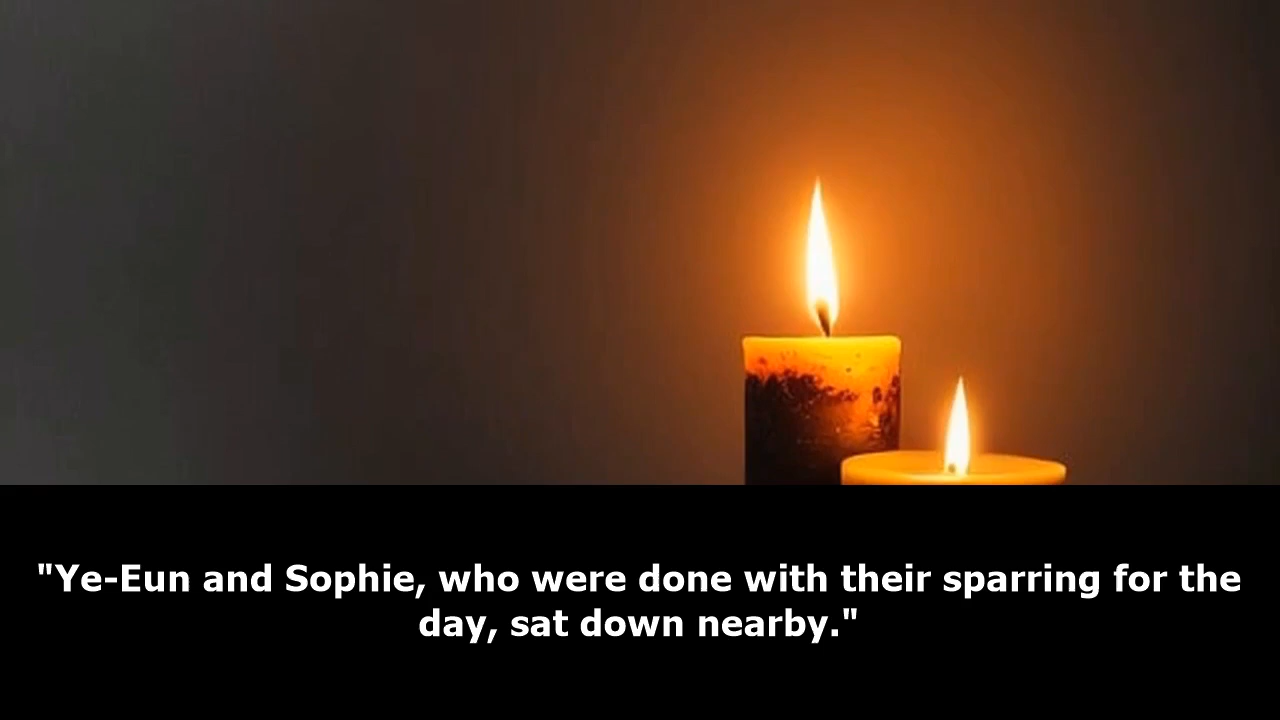 "Ye-Eun and Sophie, who were done with their sparring for the
day, sat down nearby."